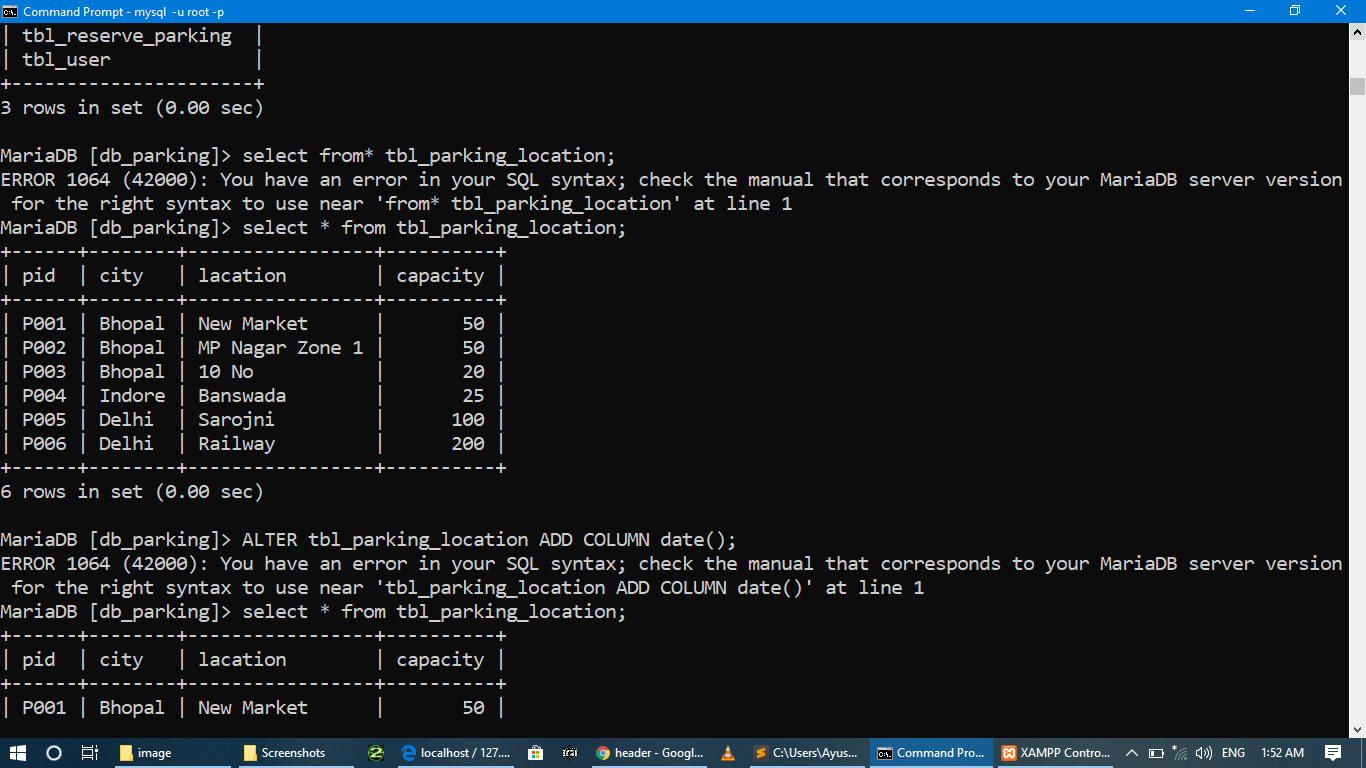 Command Prompt - mysql -u root -p
| tbl_reserve_parking |
| tbl_user |
+----------------------+
3 rows in set (0.00 sec)
MariaDB [db_parking]> select from* tbl_parking_location;
ERROR 1064 (42000): You have an error in your SQL syntax; check the manual that corresponds to your MariaDB server version
for the right syntax to use near 'from* tbl_parking_location' at line 1
MariaDB [db_parking]> select * from tbl_parking_location;
+------+--------+-----------------+----------+
| pid | city | lacation | capacity |
+------+--------+-----------------+----------+
| P001 | Bhopal | New Market | 50 |
| P002 | Bhopal | MP Nagar Zone 1 | 50 |
| P003 | Bhopal | 10 No | 20 |
| P004 | Indore | Banswada | 25 |
| P005 | Delhi | Sarojni | 100 |
| P006 | Delhi | Railway | 200 |
+------+--------+-----------------+----------+
6 rows in set (0.00 sec)
MariaDB [db_parking]> ALTER tbl_parking_location ADD COLUMN date();
ERROR 1064 (42000): You have an error in your SQL syntax; check the manual that corresponds to your MariaDB server version
for the right syntax to use near 'tbl_parking_location ADD COLUMN date()' at line 1
MariaDB [db_parking]> select * from tbl_parking_location;
+------+--------+-----------------+----------+
| pid | city | lacation | capacity |
+------+--------+-----------------+----------+
| P001 | Bhopal | New Market | 50 |
image Screenshots localhost / 127.... header - Googl... C:\Users\Ayus... Command Pro... XAMPP Contro... ENG 1:52 AM